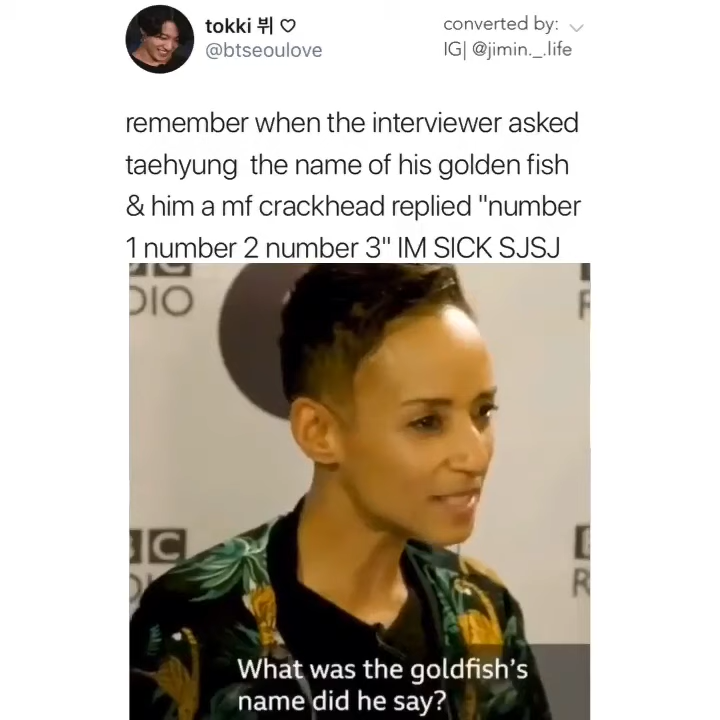 tokki 뷔 ♡
@btseoulove
converted by:
IG| @jimin._.life
remember when the interviewer asked
taehyung the name of his golden fish
& him a mf crackhead replied "number
1 number 2 number 3" IM SICK SJSJ
DIO
R
C
R
What was the goldfish's
name did he say?